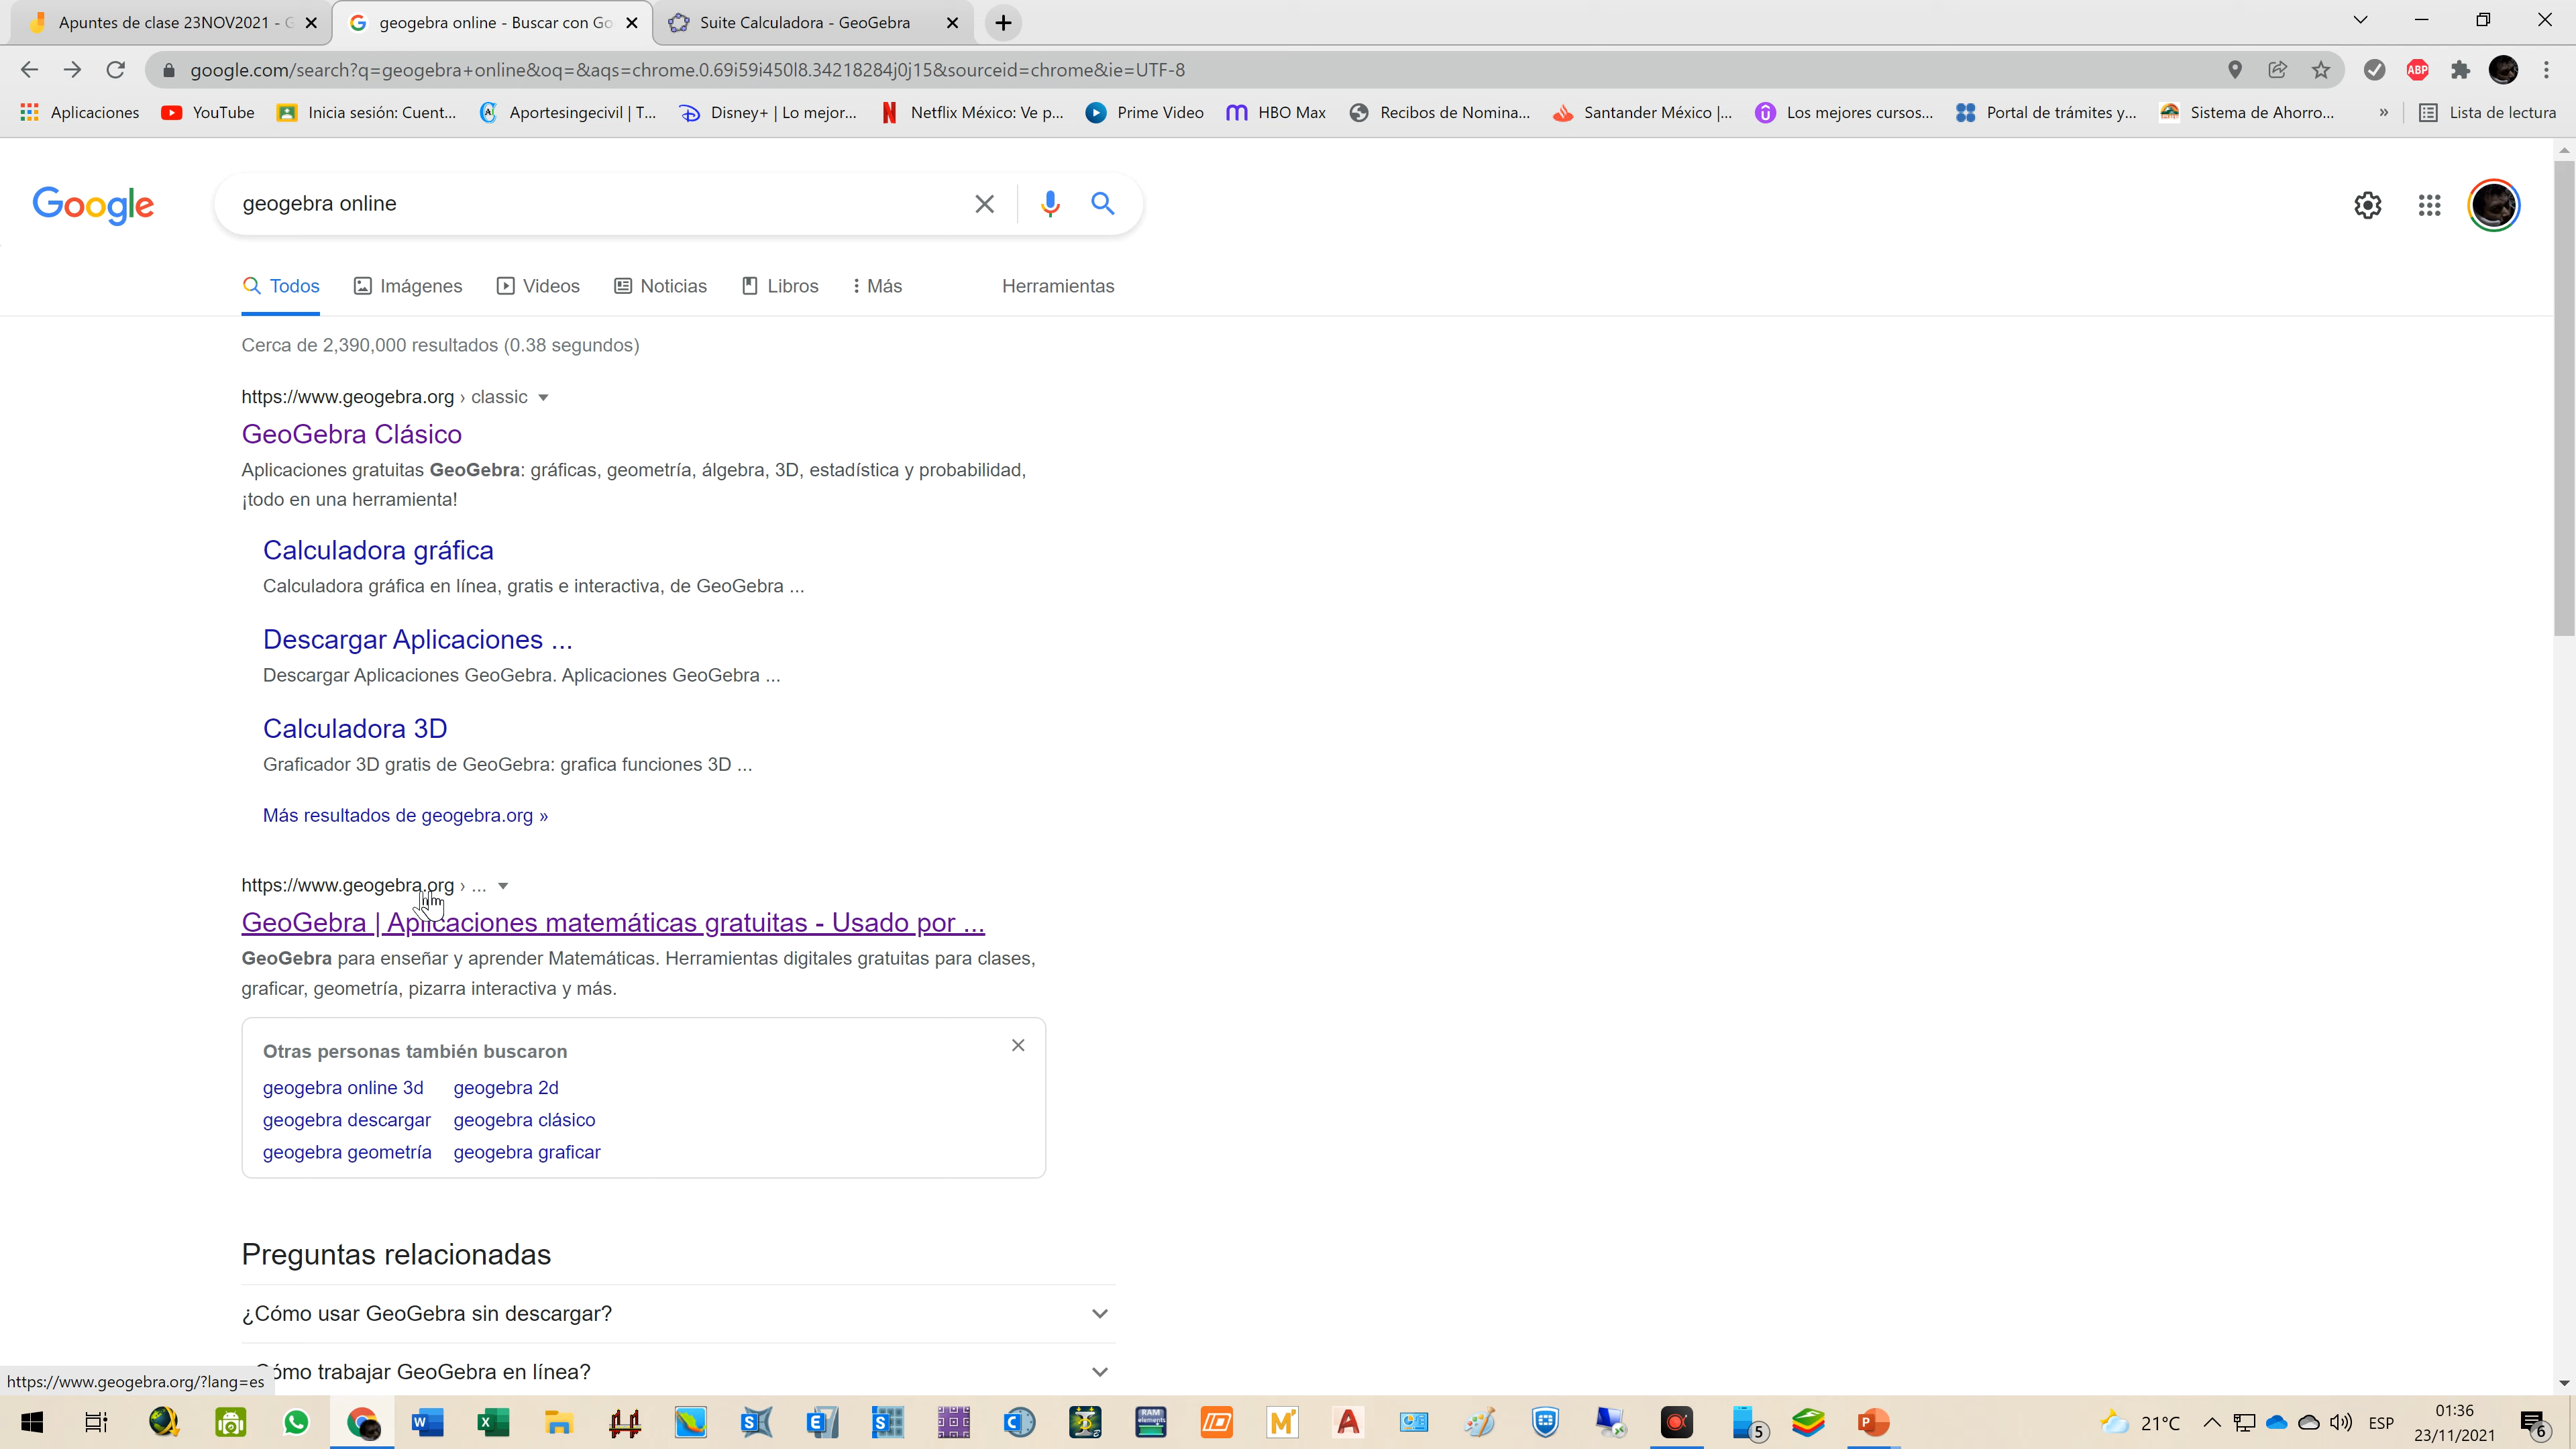 Apuntes de clase 23NOV2021 - G
geogebra online - Buscar con Go
Suite Calculadora - GeoGebra
google.com/search?q=geogebra+online&oq=&aqs=chrome.0.69i59i450l8.34218284j0j15&sourceid=chrome&ie=UTF-8
ABP
Aplicaciones
YouTube
Inicia sesión: Cuent...
Aportesingecivil | T...
Disney+ | Lo mejor...
Netflix México: Ve p...
Prime Video
HBO Max
Recibos de Nomina...
Santander México |...
Los mejores cursos...
Portal de trámites y...
Sistema de Ahorro...
»
Lista de lectura
Google
geogebra online
Todos
Imágenes
Videos
Noticias
Libros
Más
Herramientas
Cerca de 2,390,000 resultados (0.38 segundos)
https://www.geogebra.org › classic
GeoGebra Clásico
Aplicaciones gratuitas GeoGebra: gráficas, geometría, álgebra, 3D, estadística y probabilidad,
¡todo en una herramienta!
Calculadora gráfica
Calculadora gráfica en línea, gratis e interactiva, de GeoGebra ...
Descargar Aplicaciones ...
Descargar Aplicaciones GeoGebra. Aplicaciones GeoGebra ...
Calculadora 3D
Graficador 3D gratis de GeoGebra: grafica funciones 3D ...
Más resultados de geogebra.org »
https://www.geogebra.org › ...
GeoGebra | Aplicaciones matemáticas gratuitas - Usado por ...
GeoGebra para enseñar y aprender Matemáticas. Herramientas digitales gratuitas para clases,
graficar, geometría, pizarra interactiva y más.
Otras personas también buscaron
geogebra online 3d
geogebra 2d
geogebra descargar
geogebra clásico
geogebra geometría
geogebra graficar
Preguntas relacionadas
¿Cómo usar GeoGebra sin descargar?
ómo trabajar GeoGebra en línea?
https://www.geogebra.org/?lang=es
RAM
elements
5
21°C
ESP
01:36
23/11/2021
6